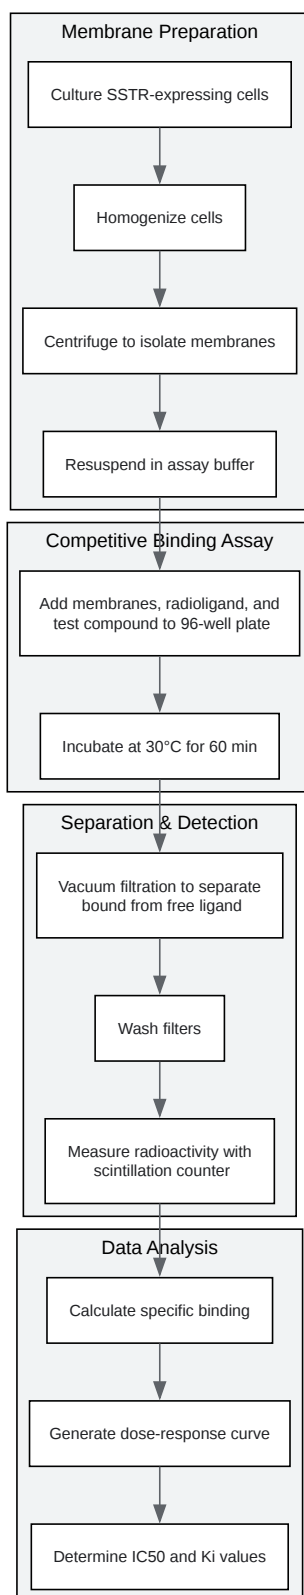 Membrane Preparation
Culture SSTR-expressing cells
Homogenize cells
Centrifuge to isolate membranes
Resuspend in assay buffer
Competitive Binding Assay
Add membranes, radioligand, and
test compound to 96-well plate
Incubate at 30°C for 60 min
Separation & Detection
Vacuum filtration to separate
bound from free ligand
Wash filters
Measure radioactivity with
scintillation counter
Data Analysis
Calculate specific binding
Generate dose-response curve
Determine IC50 and Ki values